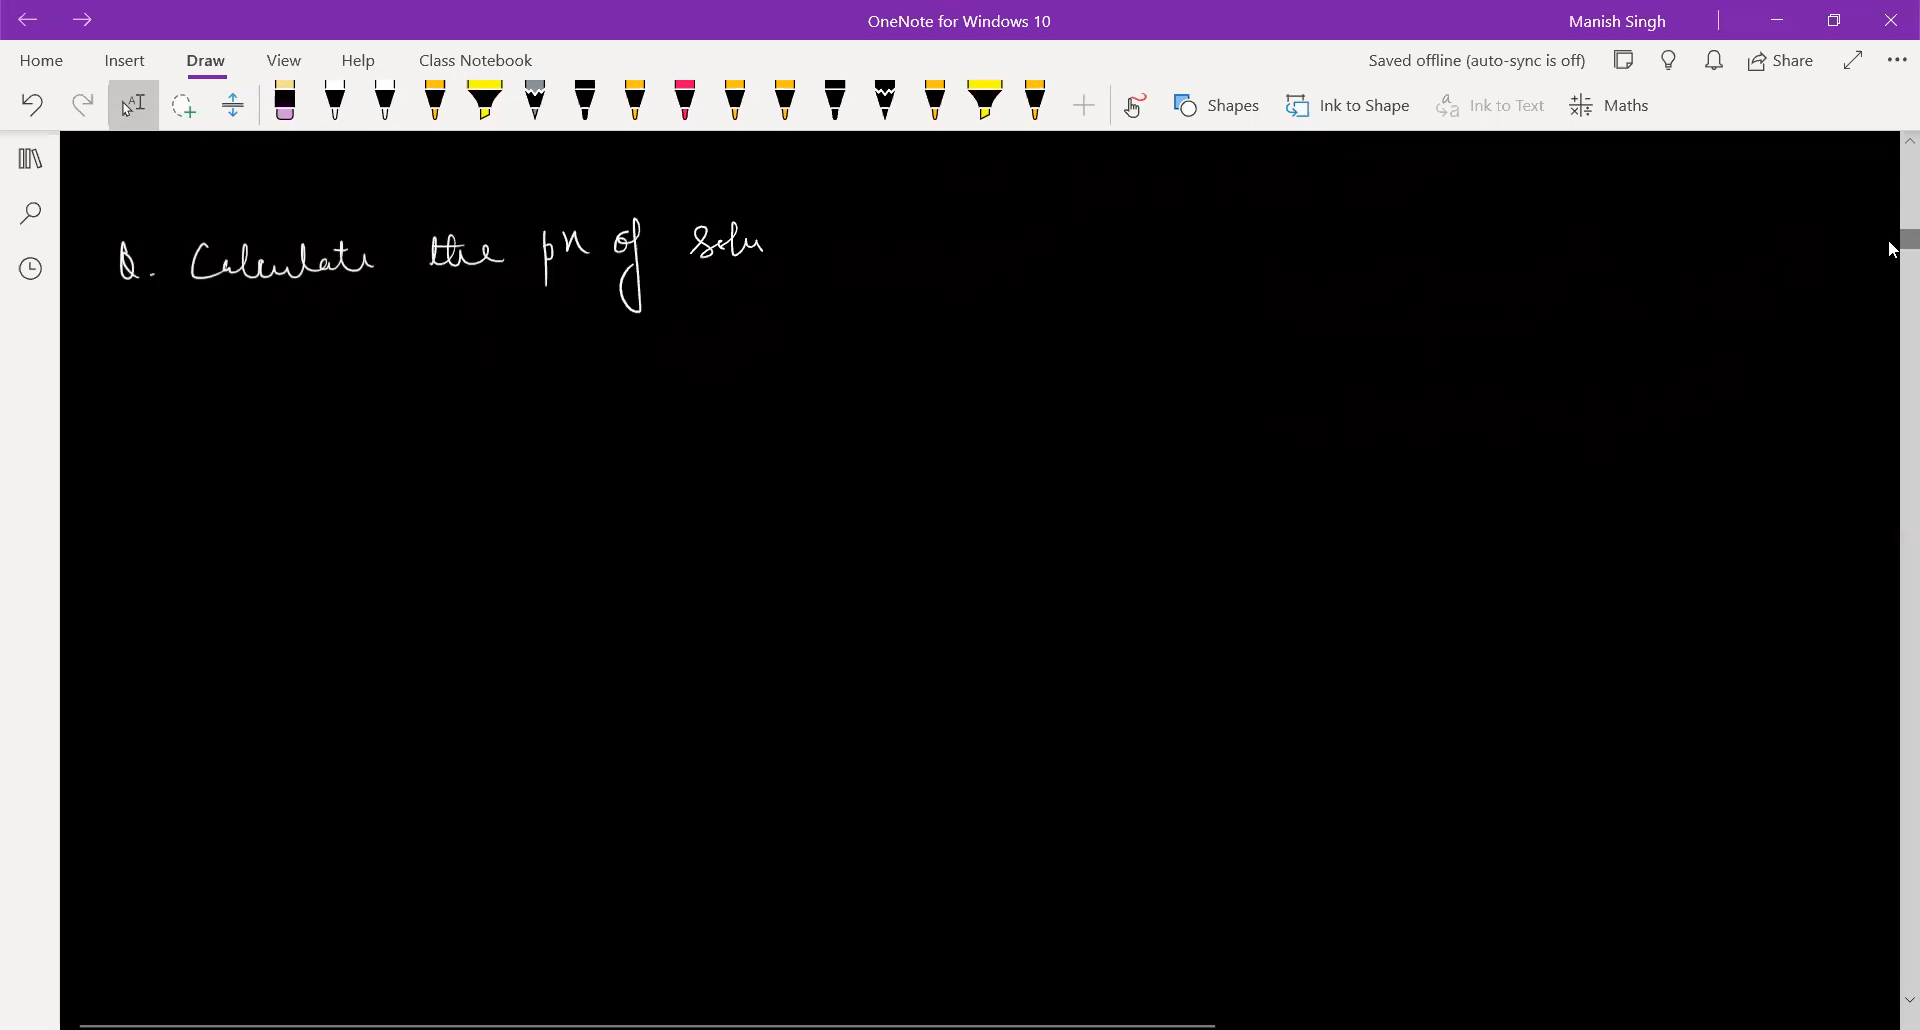 OneNote for Windows 10
Manish Singh
Home Insert Draw View Help Class Notebook
Saved offline (auto-sync is off) Share
Shapes Ink to Shape Ink to Text Maths
Q. Calculate the pH of solu